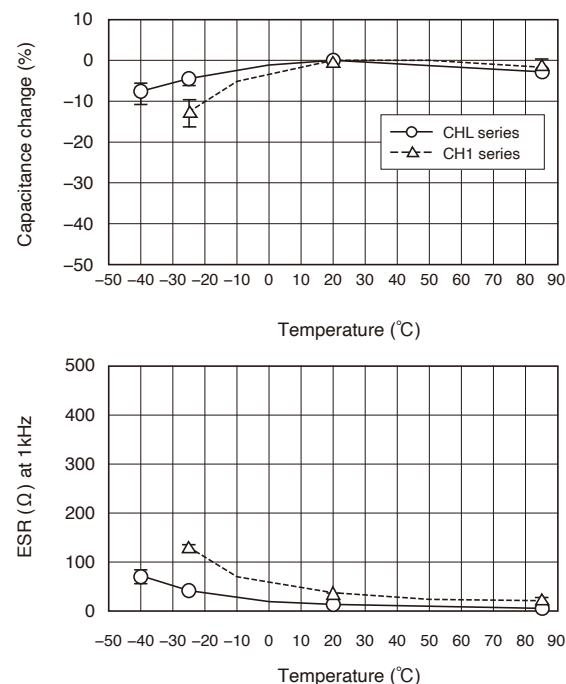 Capacitance change (%)
10
0
−10
−20
−30
−40
−50
CHL series
CH1 series
−50 −40 −30 −20 −10 0 10 20 30 40 50 60 70 80 90
Temperature (℃)
ESR (Ω) at 1kHz
500
400
300
200
100
0
−50 −40 −30 −20 −10 0 10 20 30 40 50 60 70 80 90
Temperature (℃)